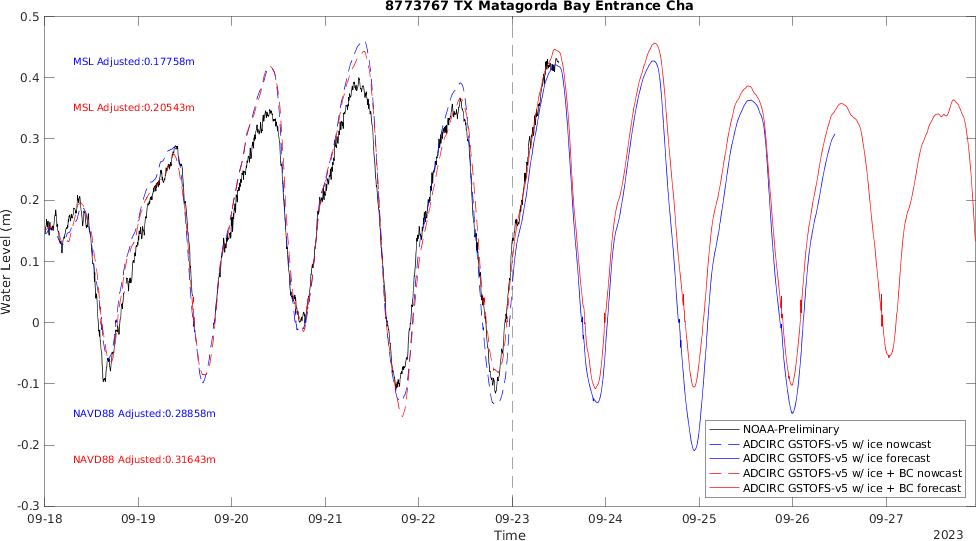 8773767 TX Matagorda Bay Entrance Cha
0.5
0.4
0.3
0.2
0.1
0
-0.1
-0.2
-0.3
Water Level (m)
MSL Adjusted:0.17758m
MSL Adjusted:0.20543m
NAVD88 Adjusted:0.28858m
NAVD88 Adjusted:0.31643m
NOAA-Preliminary
ADCIRC GSTOFS-v5 w/ ice nowcast
ADCIRC GSTOFS-v5 w/ ice forecast
ADCIRC GSTOFS-v5 w/ ice + BC nowcast
ADCIRC GSTOFS-v5 w/ ice + BC forecast
09-18 09-19 09-20 09-21 09-22 09-23 09-24 09-25 09-26 09-27
Time
2023